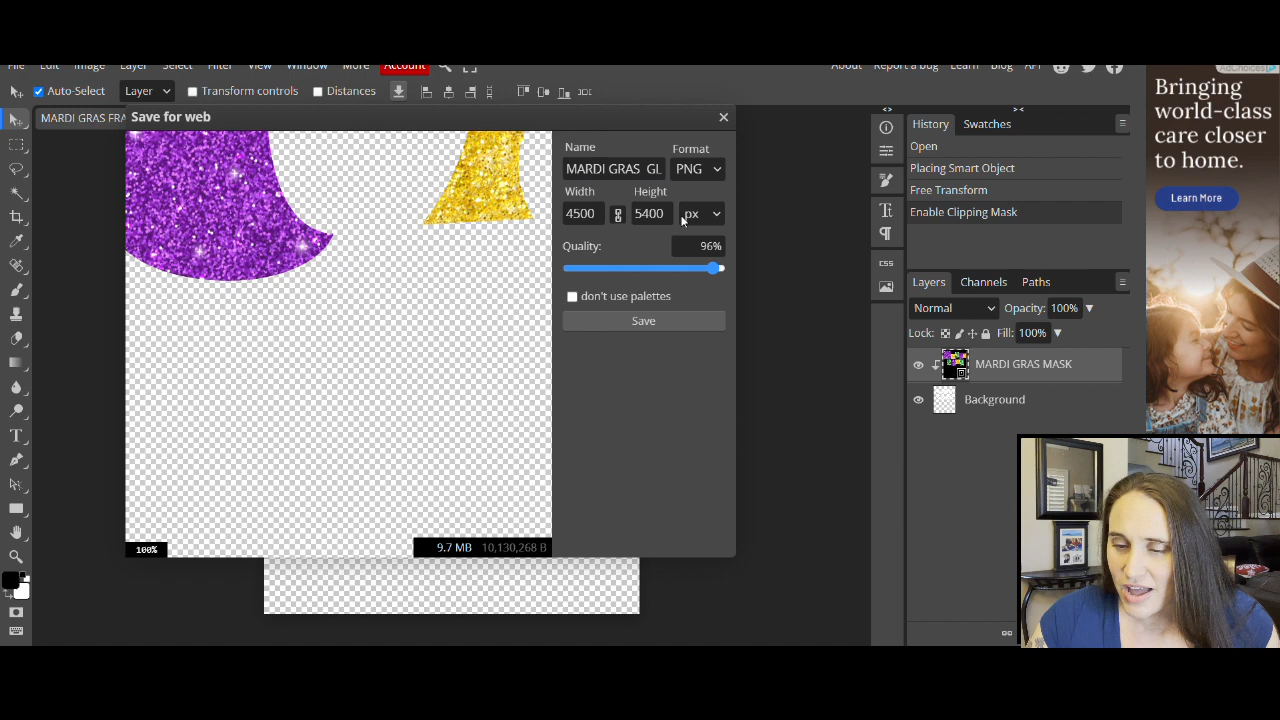 File Edit Image Layer Select Filter View Window More Account About Report a bug Learn Blog API
AdChoices
Auto-Select Layer Transform controls Distances
MARDI GRAS FRA
Save for web
Name
Format
MARDI GRAS GL PNG
Width Height
4500 5400 px
Quality: 96%
don't use palettes
Save
100%
9.7 MB 10,130,268 B
History Swatches
Open
Placing Smart Object
Free Transform
Enable Clipping Mask
CSS
Layers Channels Paths
Normal Opacity: 100%
Lock: Fill: 100%
MARDI GRAS MASK
Background
Bringing
world-class
care closer
to home.
Learn More